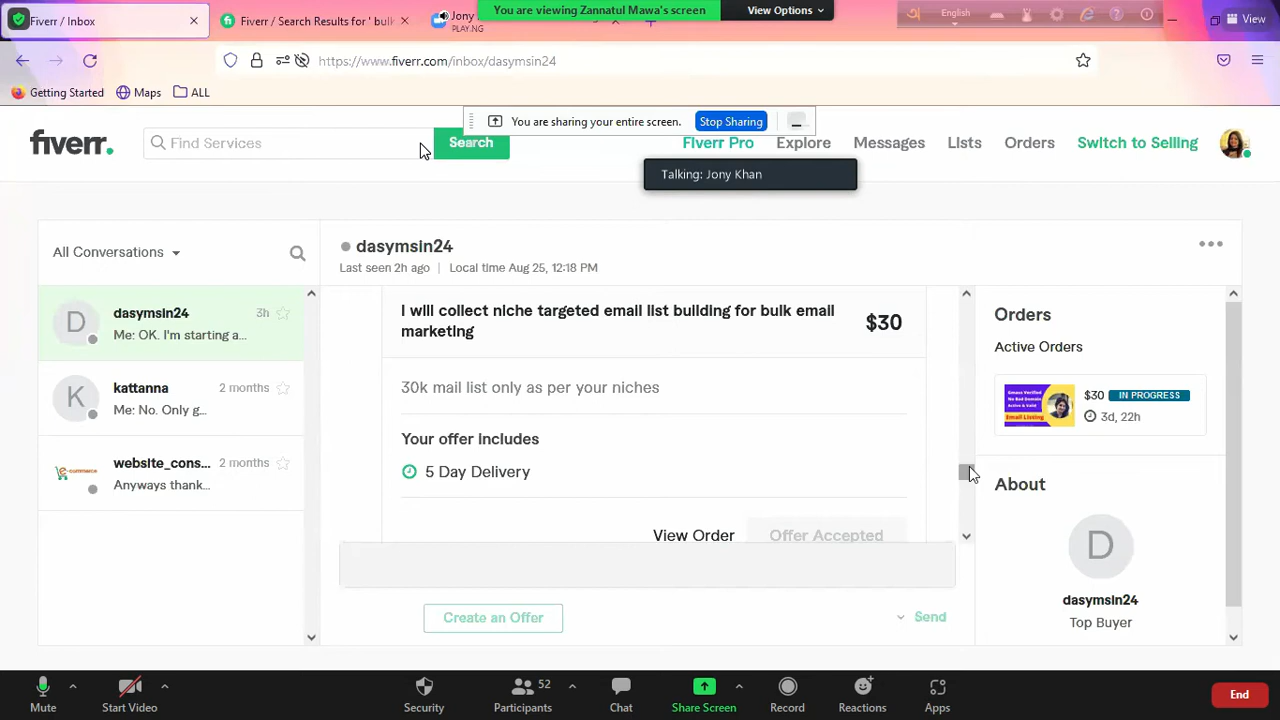 You are viewing Zannatul Mawa's screen
View Options
English
View
Fiverr / Inbox
Fiverr / Search Results for ' bulk
Jony
PLAY.NG
https://www.fiverr.com/inbox/dasymsin24
Getting Started
Maps
ALL
You are sharing your entire screen.
Stop Sharing
fiverr.
Find Services
Search
Fiverr Pro
Explore
Messages
Lists
Orders
Switch to Selling
Talking: Jony Khan
All Conversations
dasymsin24
Last seen 2h ago | Local time Aug 25, 12:18 PM
D
dasymsin24
3h
Me: OK. I'm starting a...
K
kattanna
2 months
Me: No. Only g...
e-commerce
website_cons...
2 months
Anyways thank...
I will collect niche targeted email list building for bulk email
marketing
$30
30k mail list only as per your niches
Your offer includes
5 Day Delivery
View Order
Offer Accepted
Create an Offer
Send
Orders
Active Orders
Email Listing
$30
IN PROGRESS
3d, 22h
About
D
dasymsin24
Top Buyer
Mute
Start Video
Security
52
Participants
Chat
Share Screen
Record
Reactions
Apps
End